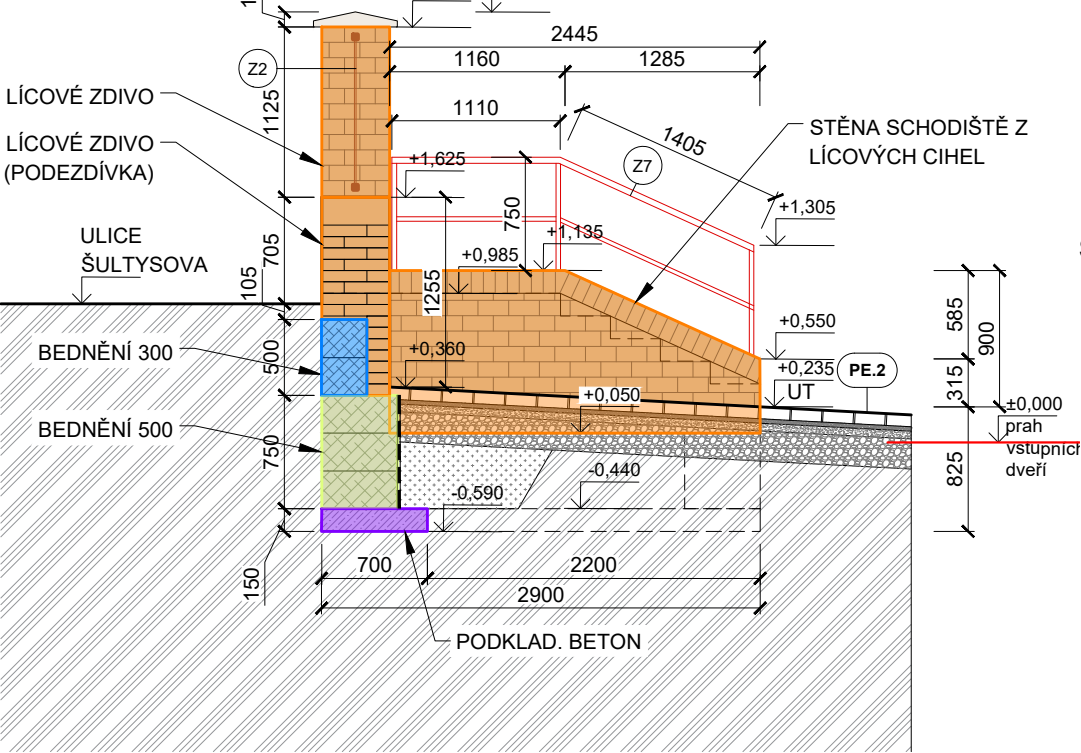 2445
1160
1285
1110
1405
Z2
Z7
LÍCOVÉ ZDIVO
1125
LÍCOVÉ ZDIVO
(PODEZDÍVKA)
STĚNA SCHODIŠTĚ Z
LÍCOVÝCH CIHEL
+1,625
750
+1,305
+1,135
+0,985
ULICE
ŠULTYSOVA
705
105
1255
585
900
+0,550
BEDNĚNÍ 300
500
+0,360
+0,235
UT
PE.2
315
+0,050
±0,000
prah
vstupních
dveří
BEDNĚNÍ 500
750
-0,440
825
-0,590
150
700
2200
2900
PODKLAD. BETON